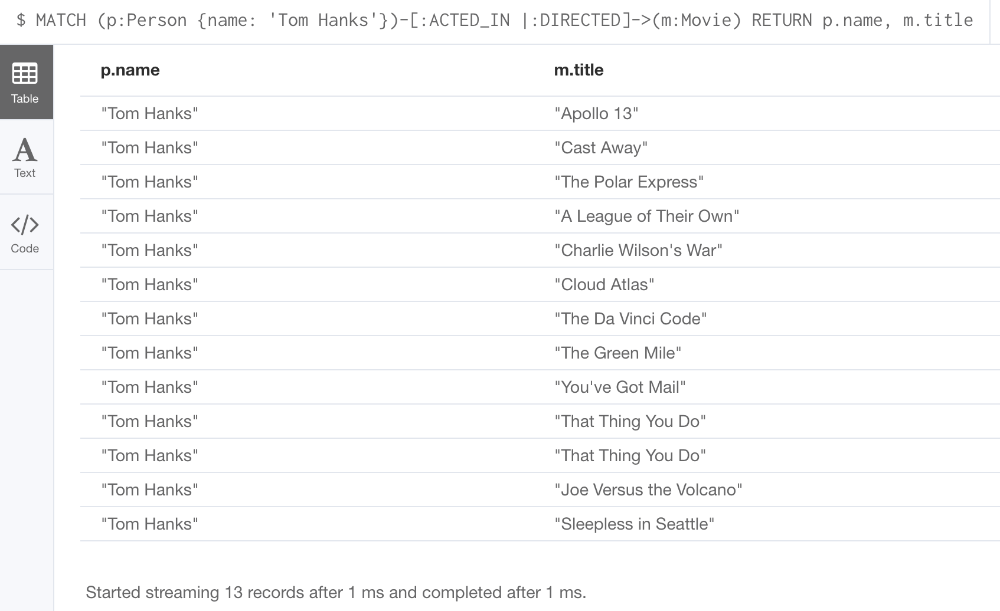 $ MATCH (p:Person {name: 'Tom Hanks'})-[:ACTED_IN |:DIRECTED]->(m:Movie) RETURN p.name, m.title
Table
Text
Code
p.name m.title
"Tom Hanks" "Apollo 13"
"Tom Hanks" "Cast Away"
"Tom Hanks" "The Polar Express"
"Tom Hanks" "A League of Their Own"
"Tom Hanks" "Charlie Wilson's War"
"Tom Hanks" "Cloud Atlas"
"Tom Hanks" "The Da Vinci Code"
"Tom Hanks" "The Green Mile"
"Tom Hanks" "You've Got Mail"
"Tom Hanks" "That Thing You Do"
"Tom Hanks" "That Thing You Do"
"Tom Hanks" "Joe Versus the Volcano"
"Tom Hanks" "Sleepless in Seattle"
Started streaming 13 records after 1 ms and completed after 1 ms.